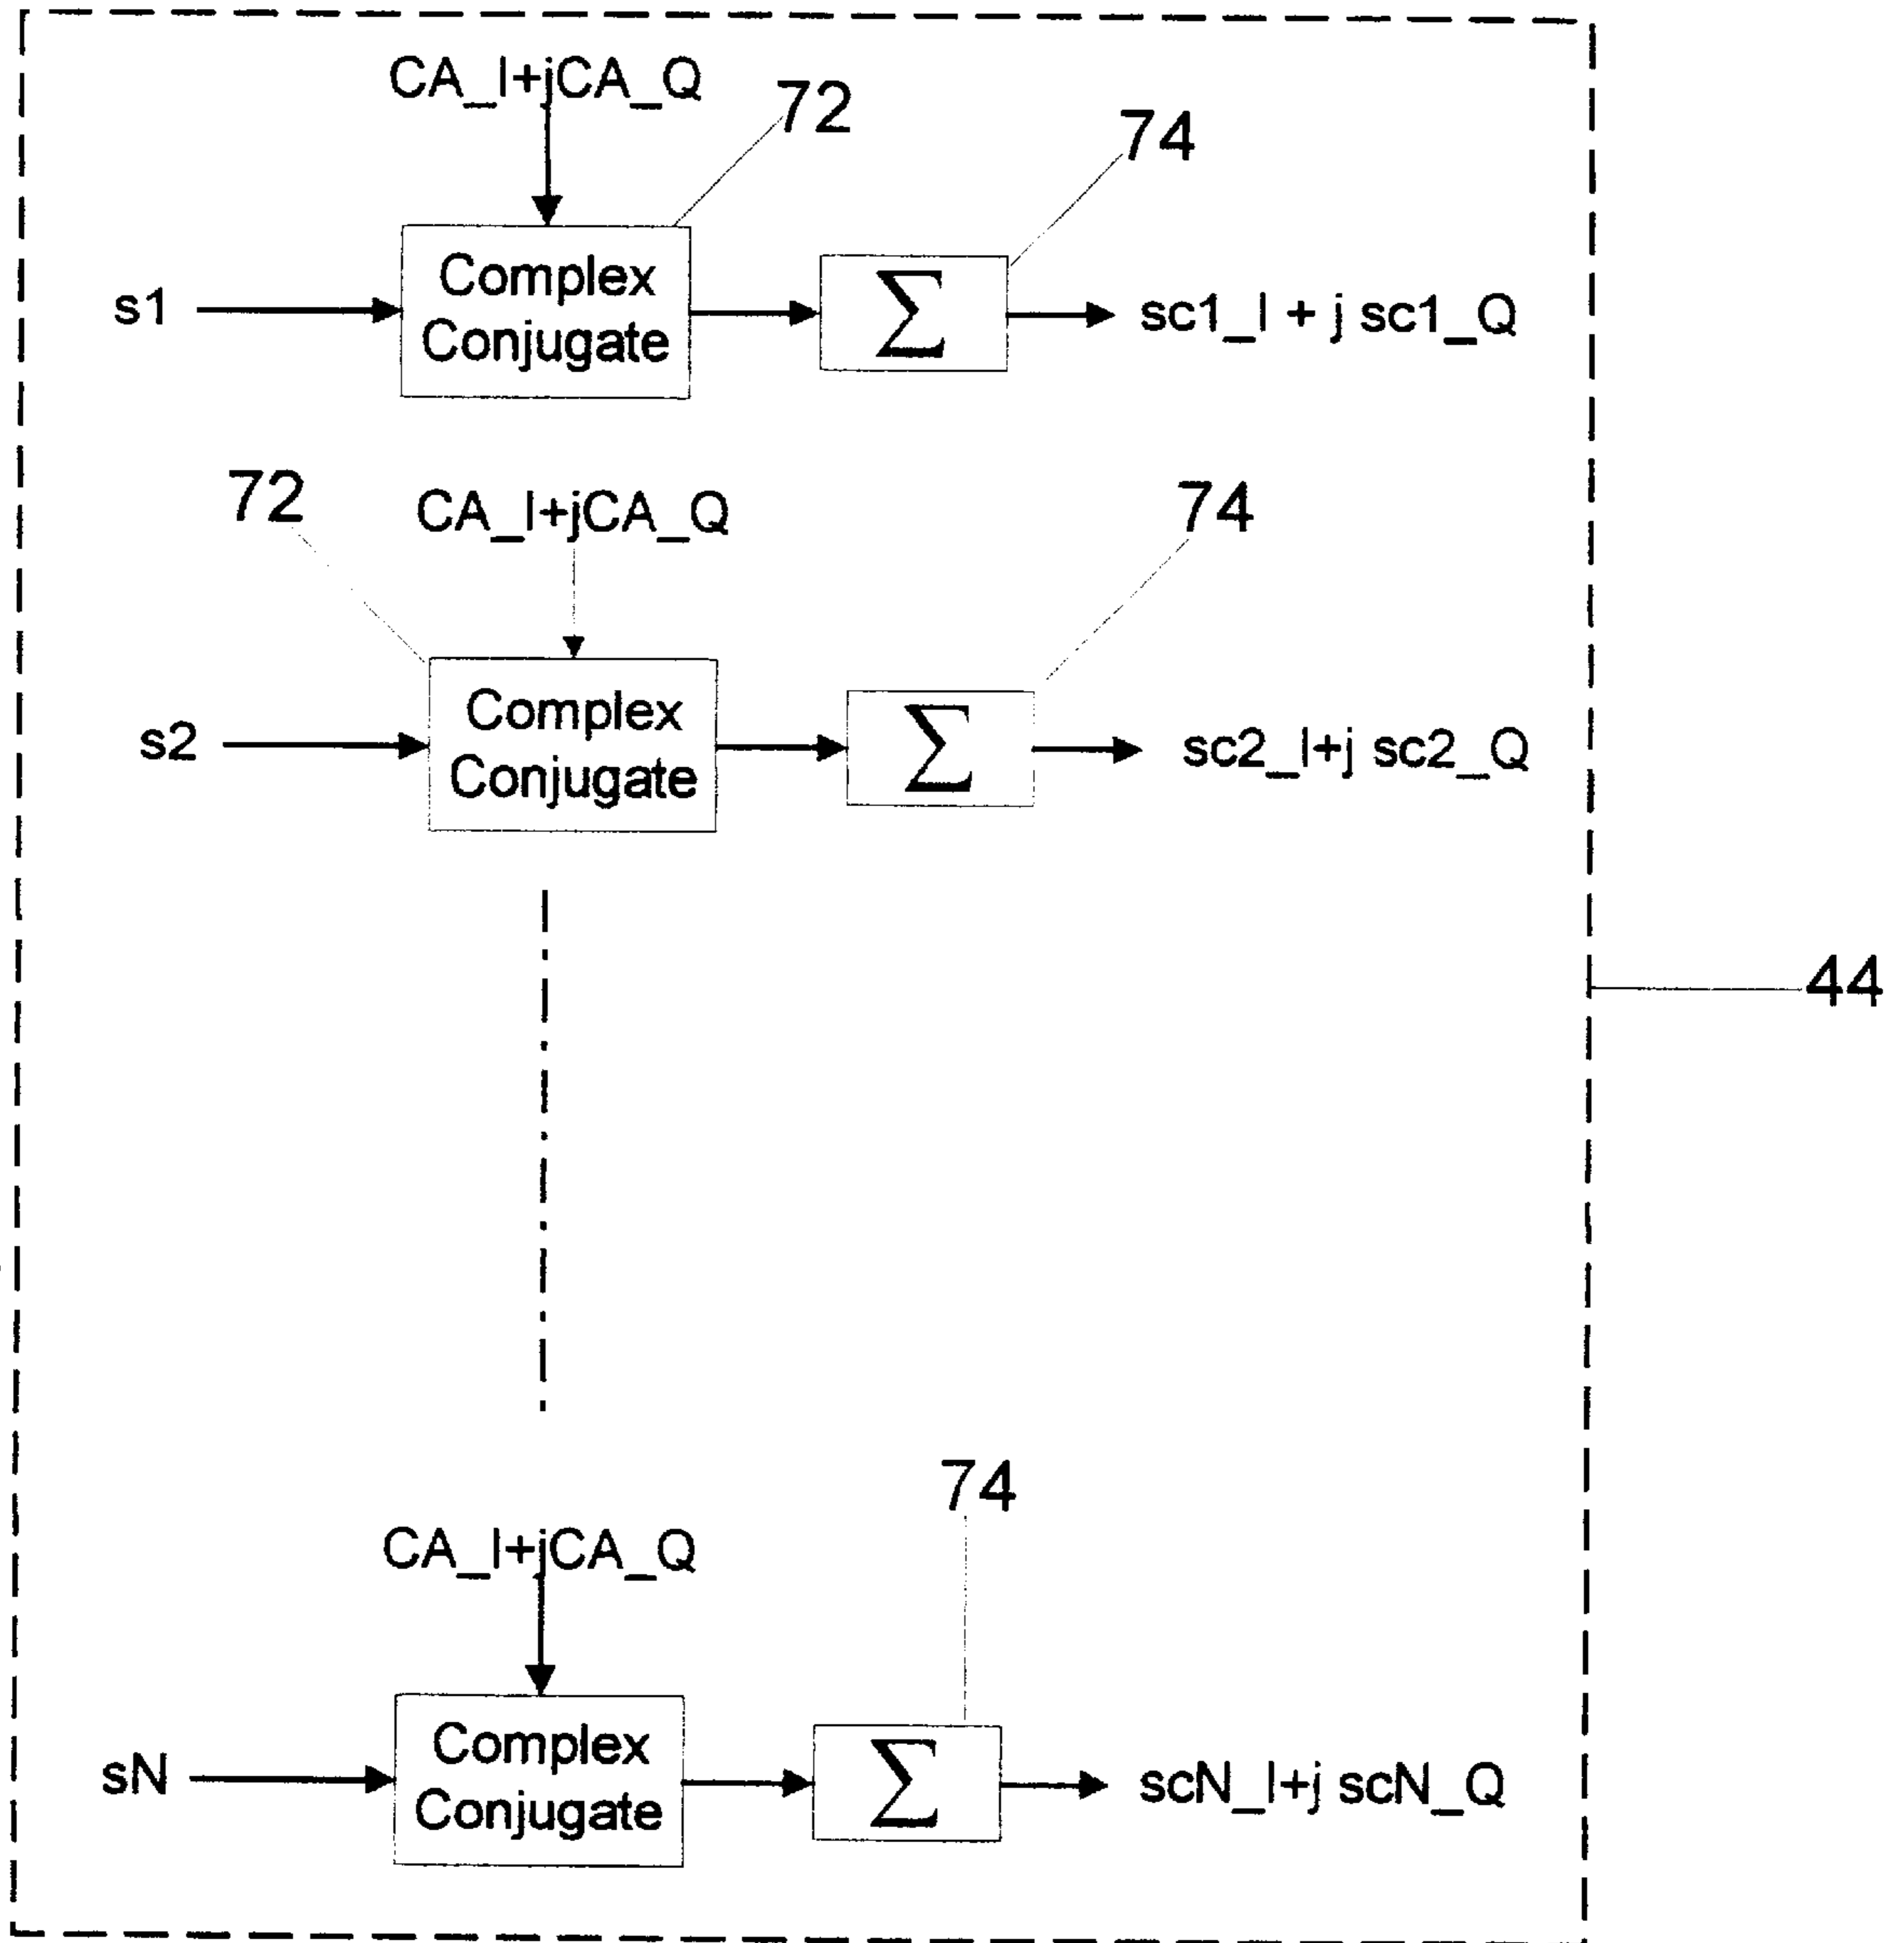 CA_I+jCA_Q
72
74
Complex
Conjugate
Σ
s1
sc1_I + j sc1_Q
72
CA_I+jCA_Q
74
Complex
Conjugate
Σ
s2
sc2_I+j sc2_Q
44
74
CA_I+jCA_Q
Complex
Conjugate
Σ
sN
scN_I+j scN_Q